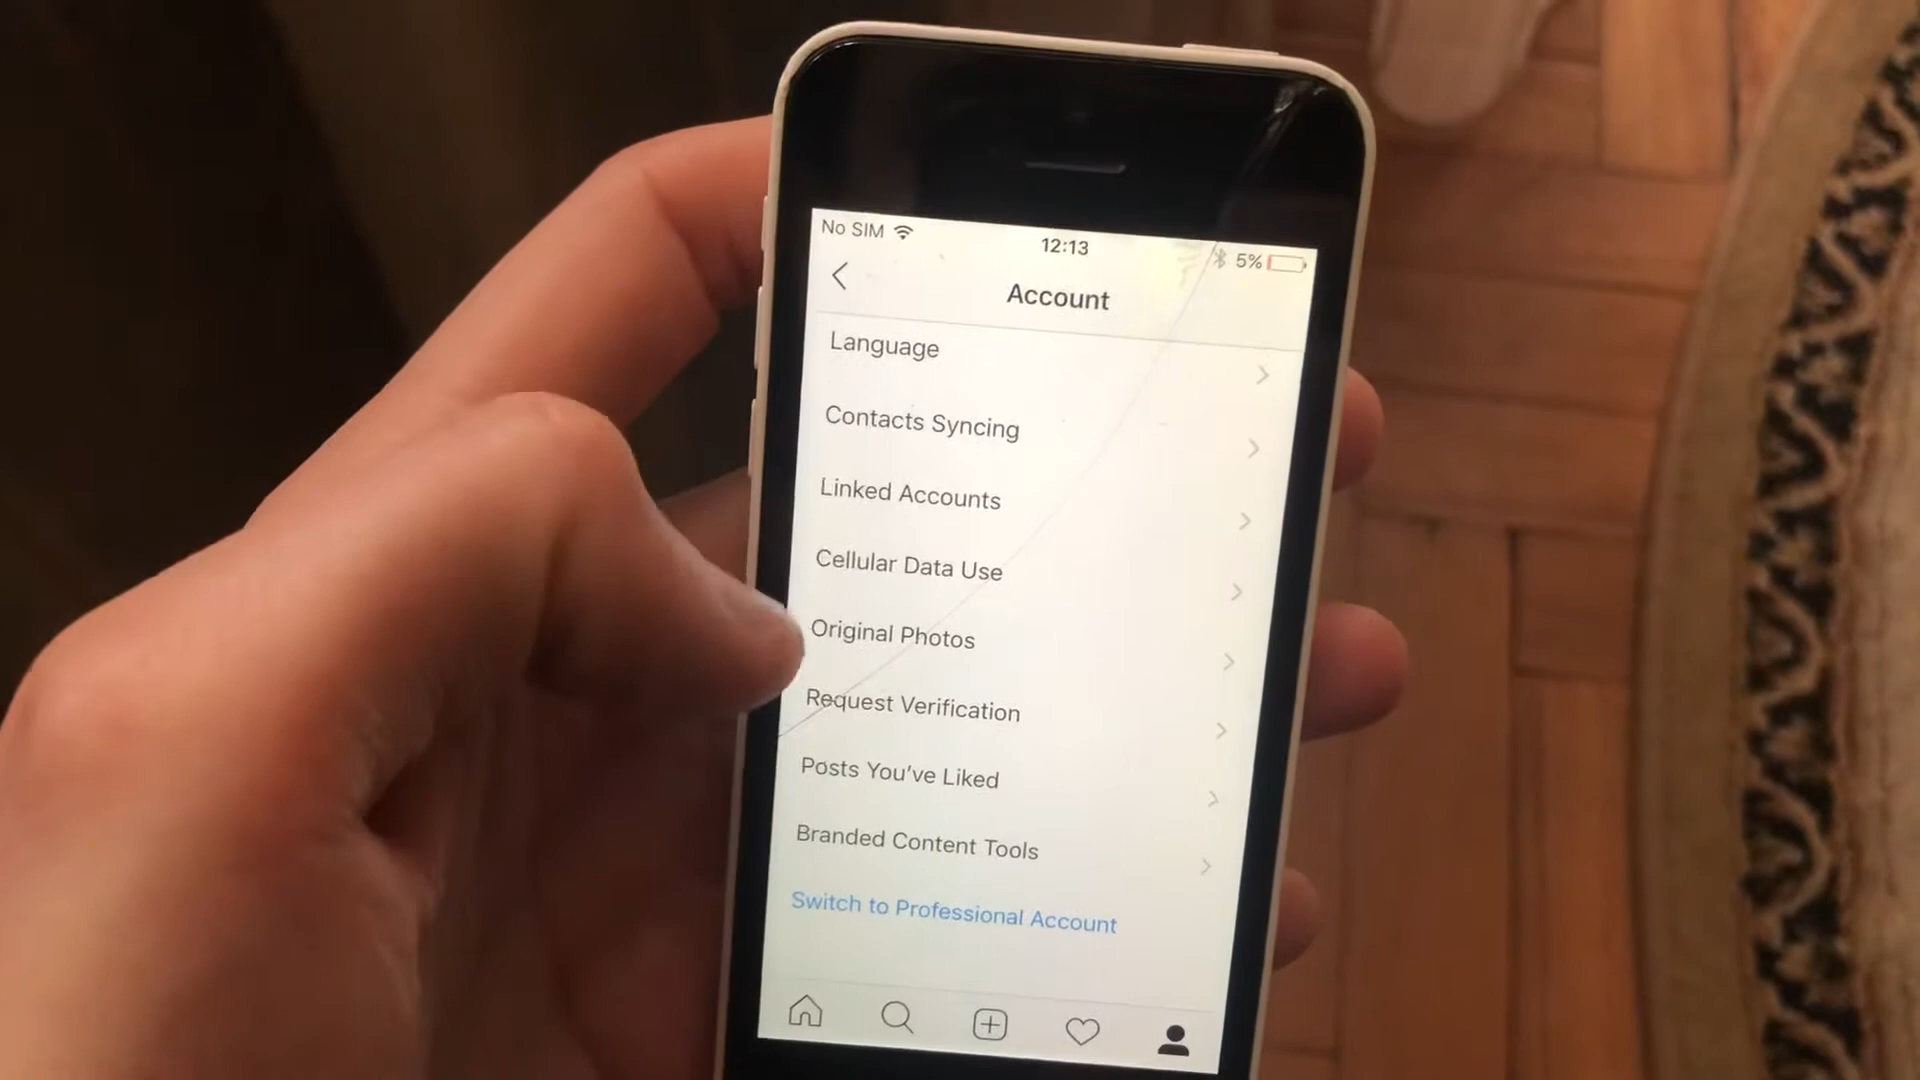 No SIM 12:13 5%
Account
Language
Contacts Syncing
Linked Accounts
Cellular Data Use
Original Photos
Request Verification
Posts You've Liked
Branded Content Tools
Switch to Professional Account